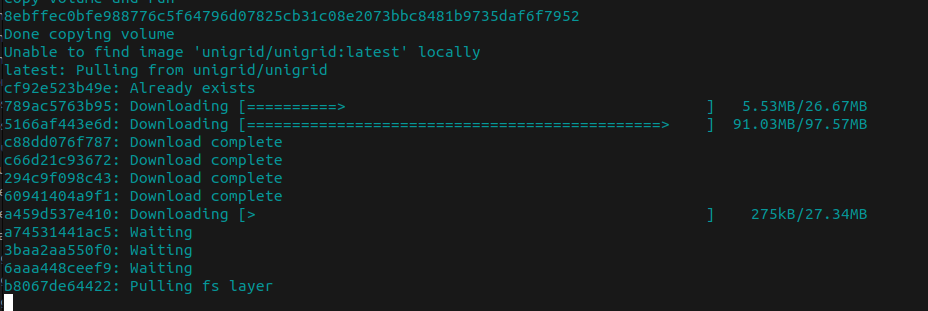 copy volume and run
8ebffec0bfe988776c5f64796d07825cb31c08e2073bbc8481b9735daf6f7952
Done copying volume
Unable to find image 'unigrid/unigrid:latest' locally
latest: Pulling from unigrid/unigrid
cf92e523b49e: Already exists
789ac5763b95: Downloading [==========>                                        ]   5.53MB/26.67MB
5166af443e6d: Downloading [==============================================>    ]  91.03MB/97.57MB
c88dd076f787: Download complete
c66d21c93672: Download complete
294c9f098c43: Download complete
60941404a9f1: Download complete
a459d537e410: Downloading [>                                                  ]    275kB/27.34MB
a74531441ac5: Waiting
3baa2aa550f0: Waiting
6aaa448ceef9: Waiting
b8067de64422: Pulling fs layer